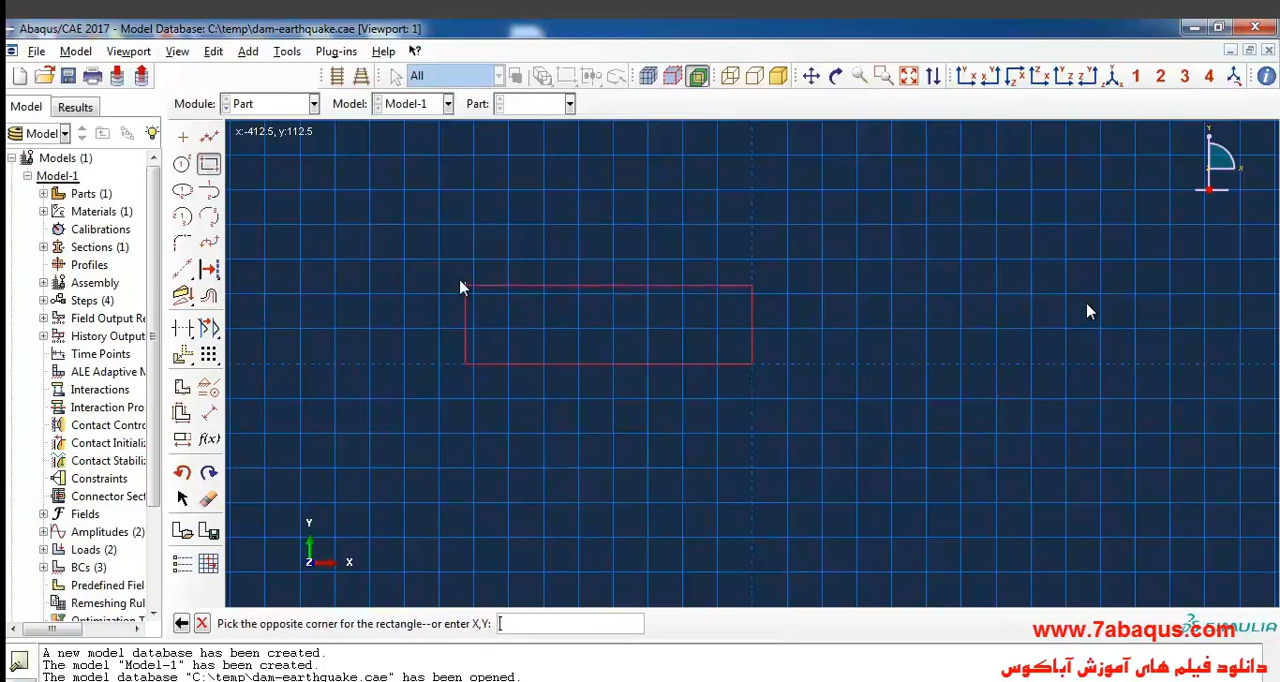 Abaqus/CAE 2017 - Model Database: C:\temp\dam-earthquake.cae [Viewport: 1]
File Model Viewport View Edit Add Tools Plug-ins Help
All
1 2 3 4
Model Results
Module: Part Model: Model-1 Part:
Model
x:-412.5, y:112.5
Models (1)
Model-1
Parts (1)
Materials (1)
Calibrations
Sections (1)
Profiles
Assembly
Steps (4)
Field Output Re
History Output
Time Points
ALE Adaptive M
Interactions
Interaction Pro
Contact Contro
Contact Initializ
Contact Stabiliz
Constraints
Connector Sect
Fields
Amplitudes (2)
Loads (2)
BCs (3)
Predefined Fiel
Remeshing Rul
f(x)
Y
X
Z X
Y
Pick the opposite corner for the rectangle--or enter X,Y:
SIMULIA
www.7abaqus.com
دانلود فیلم های آموزش آباکوس
A new model database has been created.
The model "Model-1" has been created.
The model database "C:\temp\dam-earthquake.cae" has been opened.